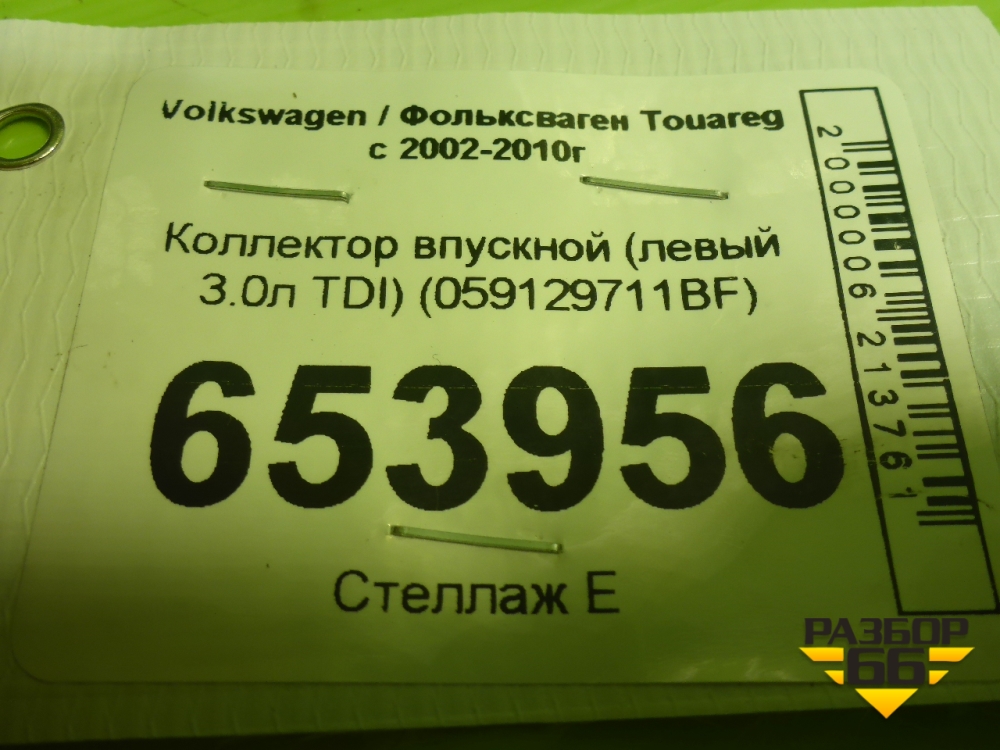 Volkswagen / Фольксваген Touareg
с 2002-2010г
Коллектор впускной (левый
3.0л TDI) (059129711BF)
653956
Стеллаж Е
2000006213761
РАЗБОР
66